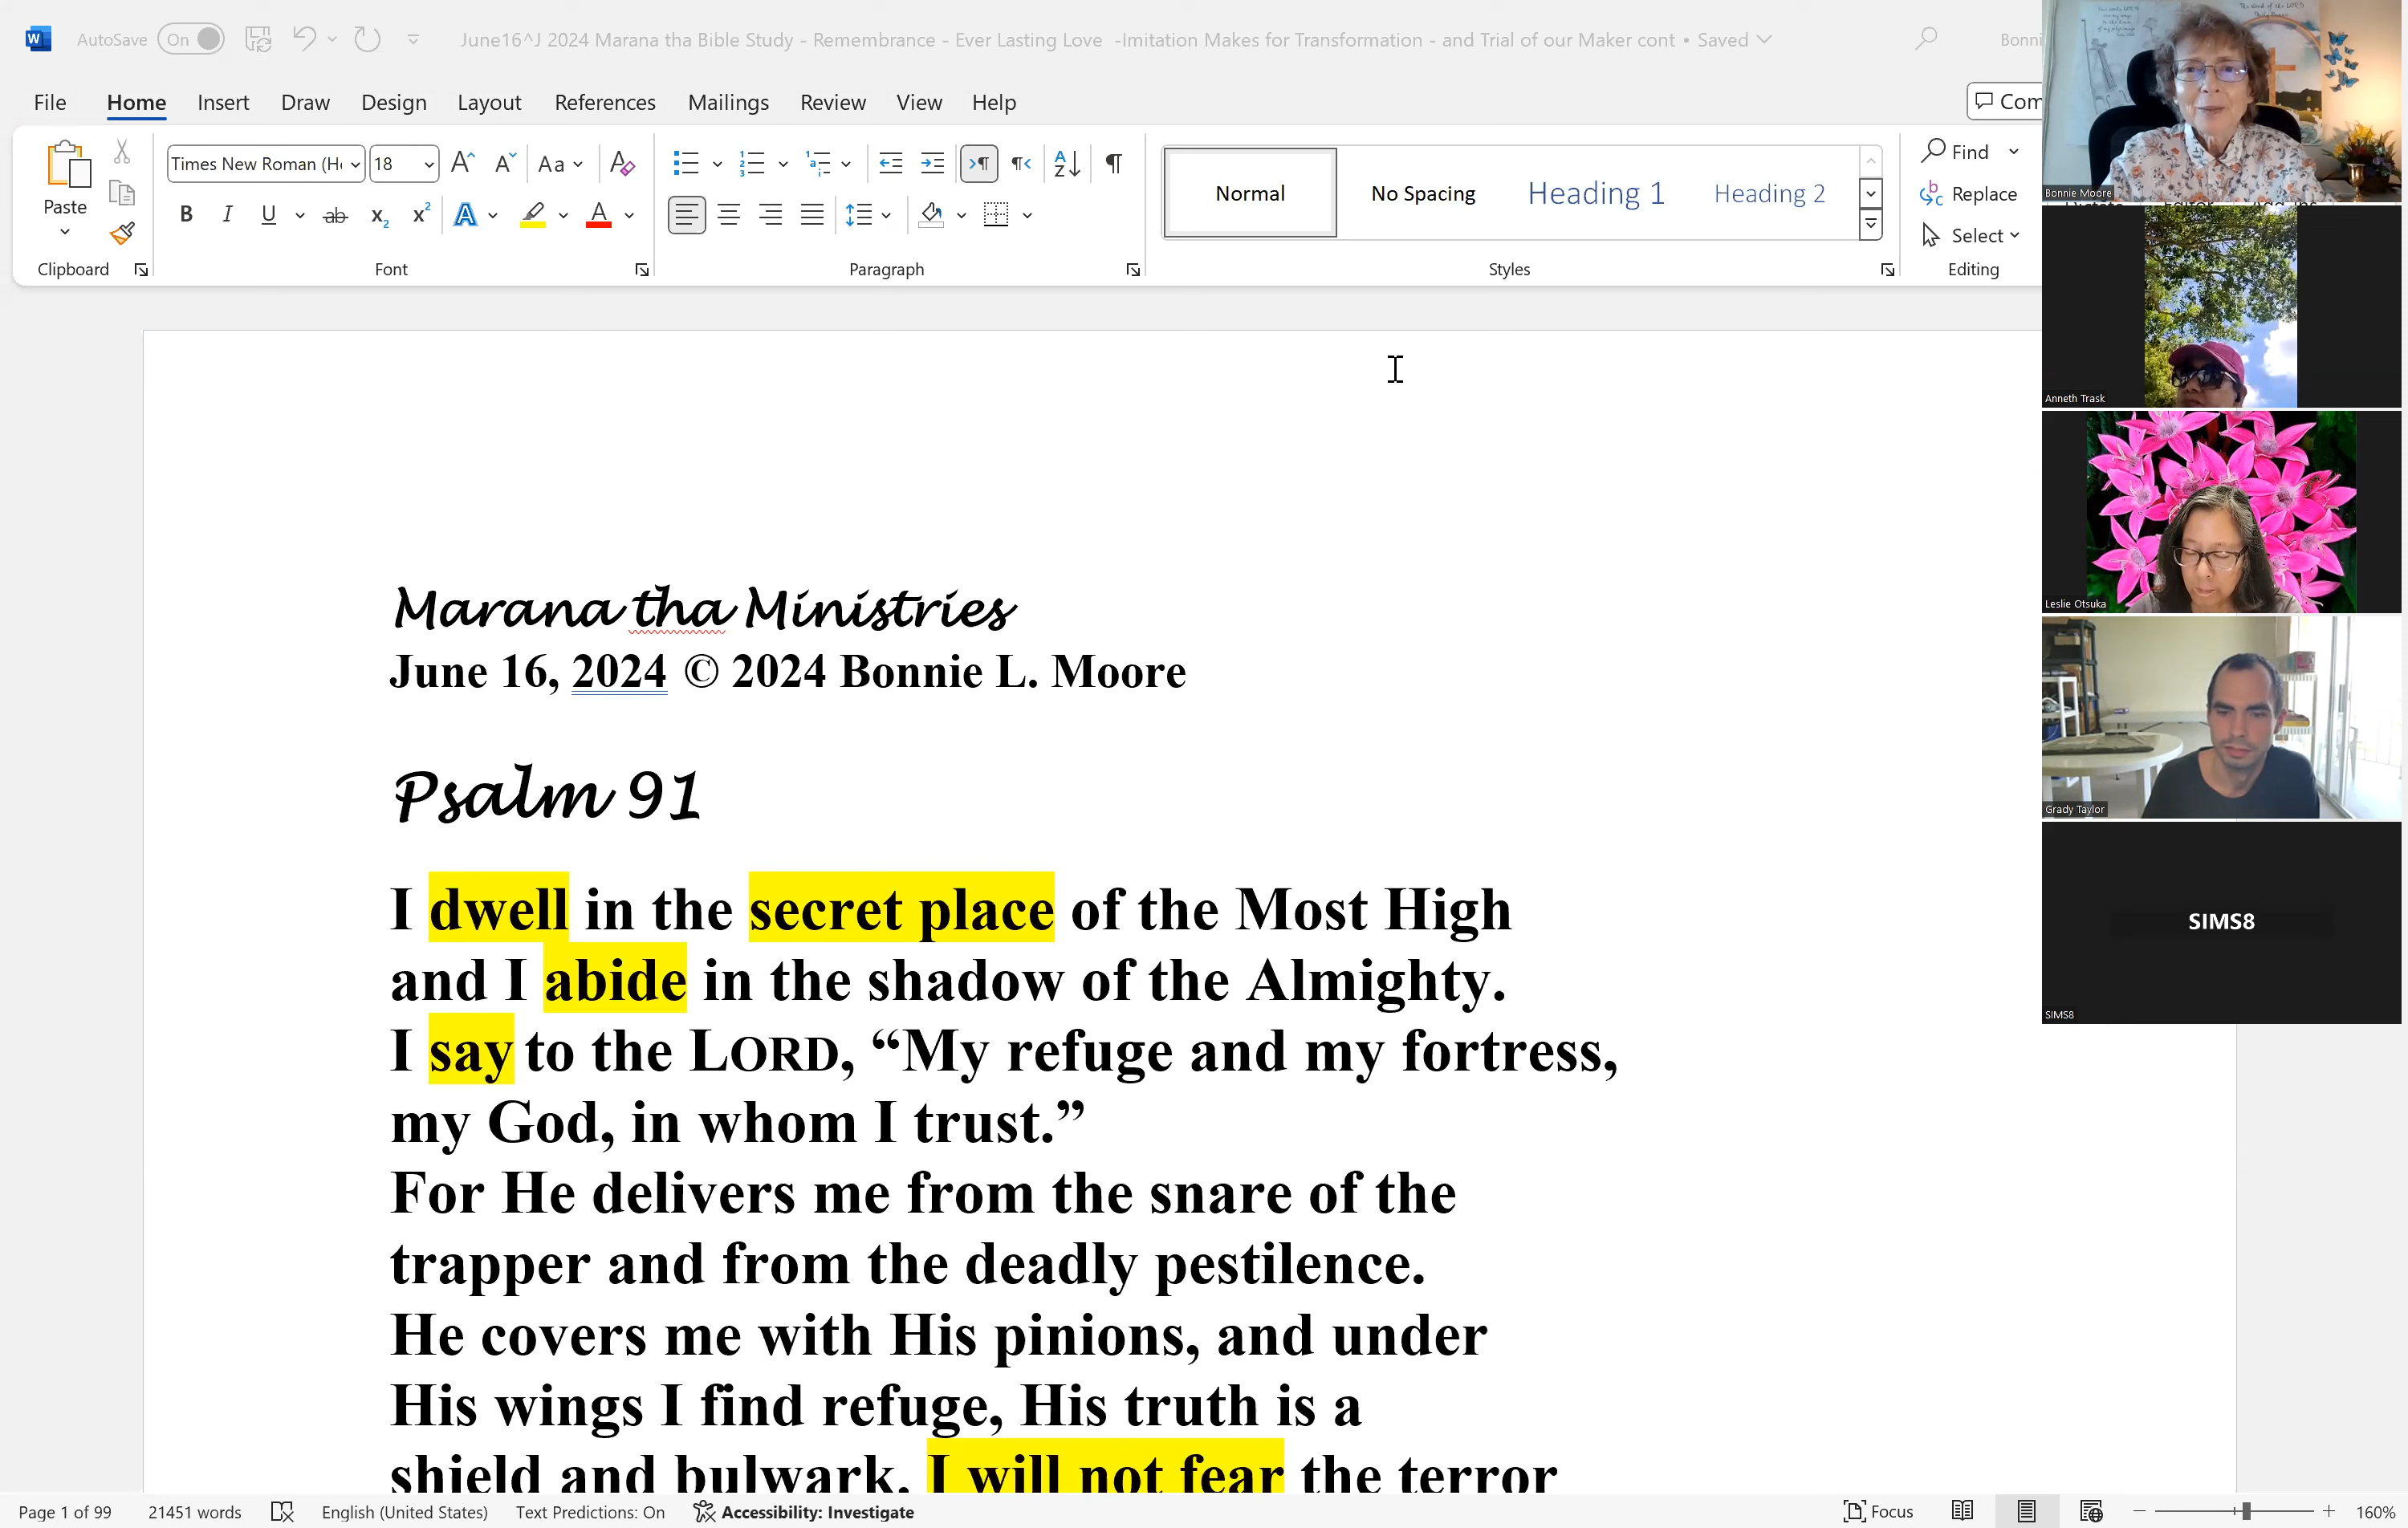 AutoSave On June16^J 2024 Marana tha Bible Study - Remembrance - Ever Lasting Love -Imitation Makes for Transformation - and Trial of our Maker cont • Saved Bonni
File Home Insert Draw Design Layout References Mailings Review View Help Com
Paste
Clipboard
Times New Roman (He 18
Font
Paragraph
Normal No Spacing Heading 1 Heading 2
Styles
Find
Replace
Select
Editing
Bonnie Moore
Anneth Trask
Leslie Otsuka
Grady Taylor
SIMS8
SIMS8
Marana tha Ministries
June 16, 2024 © 2024 Bonnie L. Moore
Psalm 91
I dwell in the secret place of the Most High
and I abide in the shadow of the Almighty.
I say to the LORD, “My refuge and my fortress,
my God, in whom I trust.”
For He delivers me from the snare of the
trapper and from the deadly pestilence.
He covers me with His pinions, and under
His wings I find refuge, His truth is a
shield and bulwark. I will not fear the terror
Page 1 of 99 21451 words English (United States) Text Predictions: On Accessibility: Investigate Focus 160%